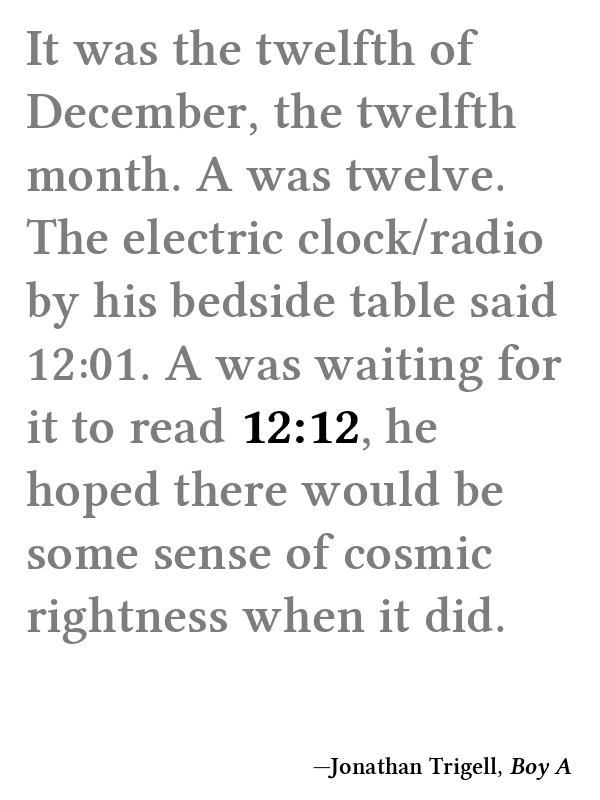 It was the twelfth of
December, the twelfth
month. A was twelve.
The electric clock/radio
by his bedside table said
12:01. A was waiting for
it to read 12:12, he
hoped there would be
some sense of cosmic
rightness when it did.
—Jonathan Trigell, Boy A